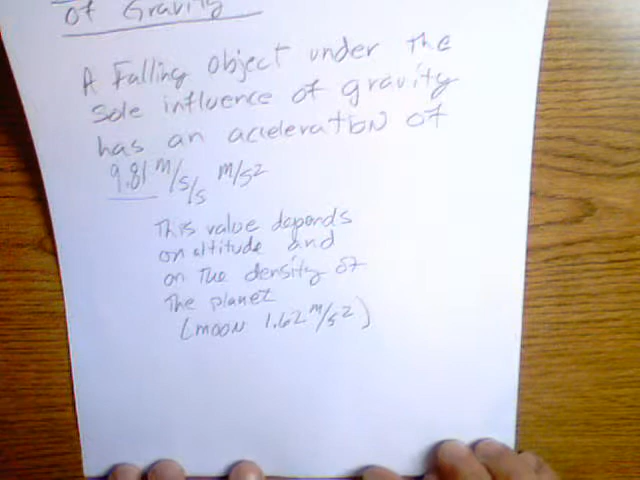 of Gravity
A Falling object under the
sole influence of gravity
has an acceleration of
9.81 m/s/s m/s2
This value depends
on altitude and
on the density of
the planet
(moon 1.62 m/s2)